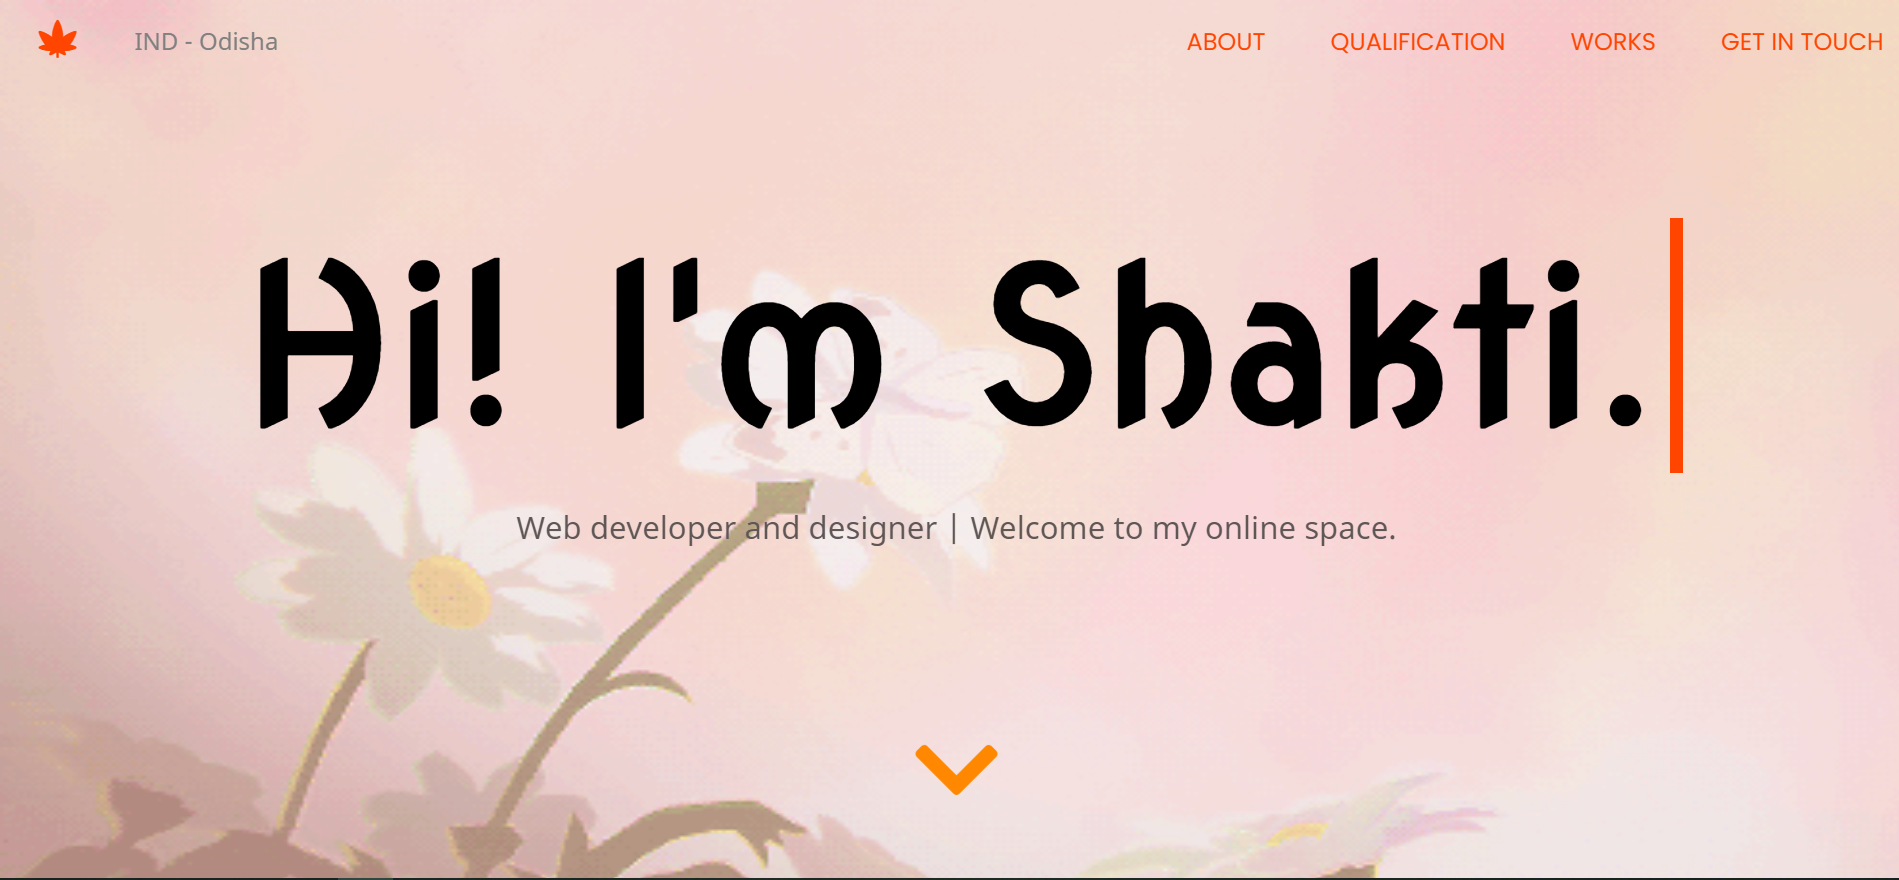 IND - Odisha
ABOUT QUALIFICATION WORKS GET IN TOUCH
Hi! I'm Shakti.
Web developer and designer | Welcome to my online space.